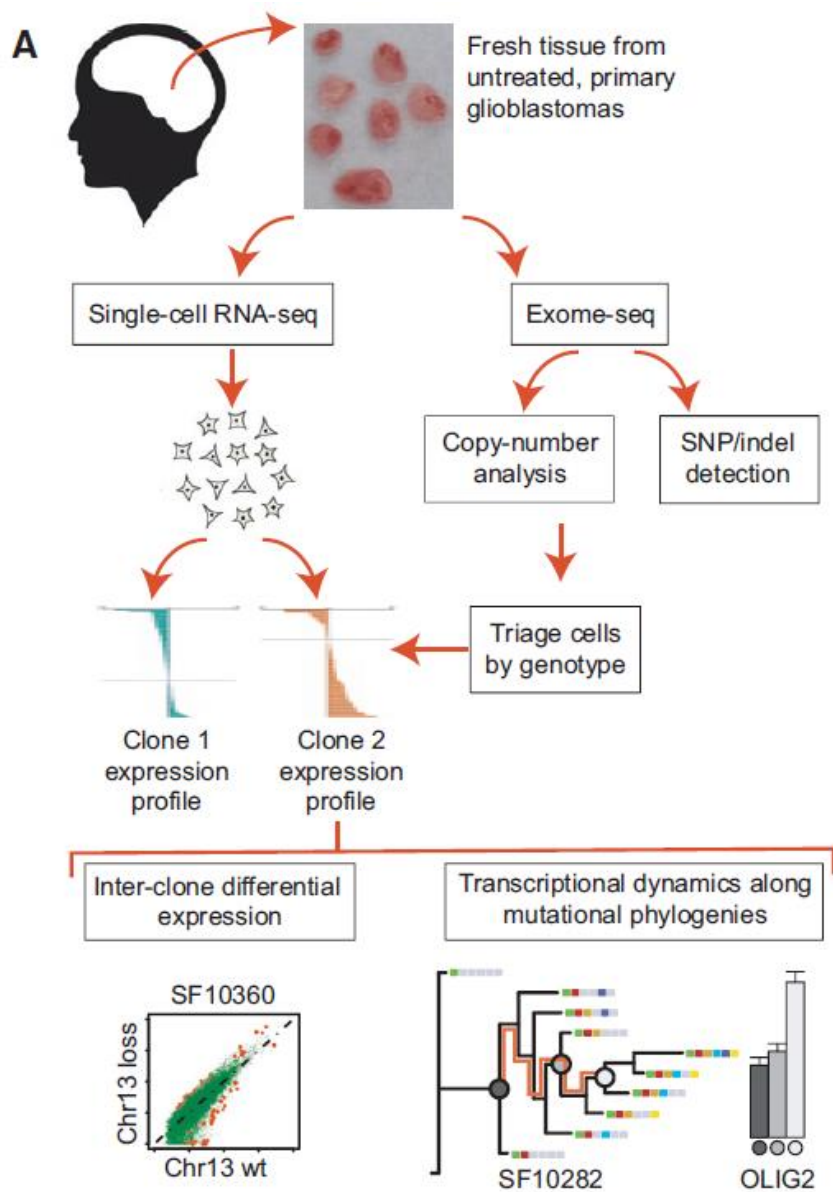 A
Fresh tissue from
untreated, primary
glioblastomas
Single-cell RNA-seq
Exome-seq
Copy-number
analysis
SNP/indel
detection
Triage cells
by genotype
Clone 1
expression
profile
Clone 2
expression
profile
Inter-clone differential
expression
Transcriptional dynamics along
mutational phylogenies
SF10360
Chr13 loss
Chr13 wt
SF10282
OLIG2